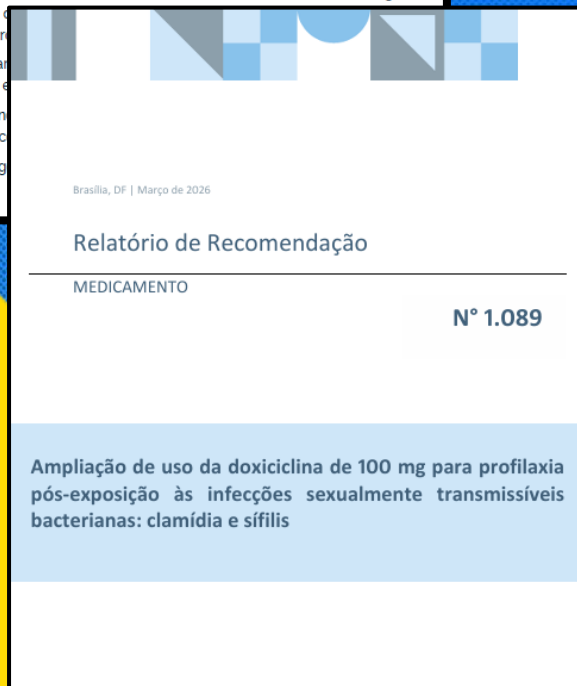 Brasília, DF | Março de 2026
Relatório de Recomendação
MEDICAMENTO
N° 1.089
Ampliação de uso da doxiciclina de 100 mg para profilaxia
pós-exposição às infecções sexualmente transmissíveis
bacterianas: clamídia e sífilis